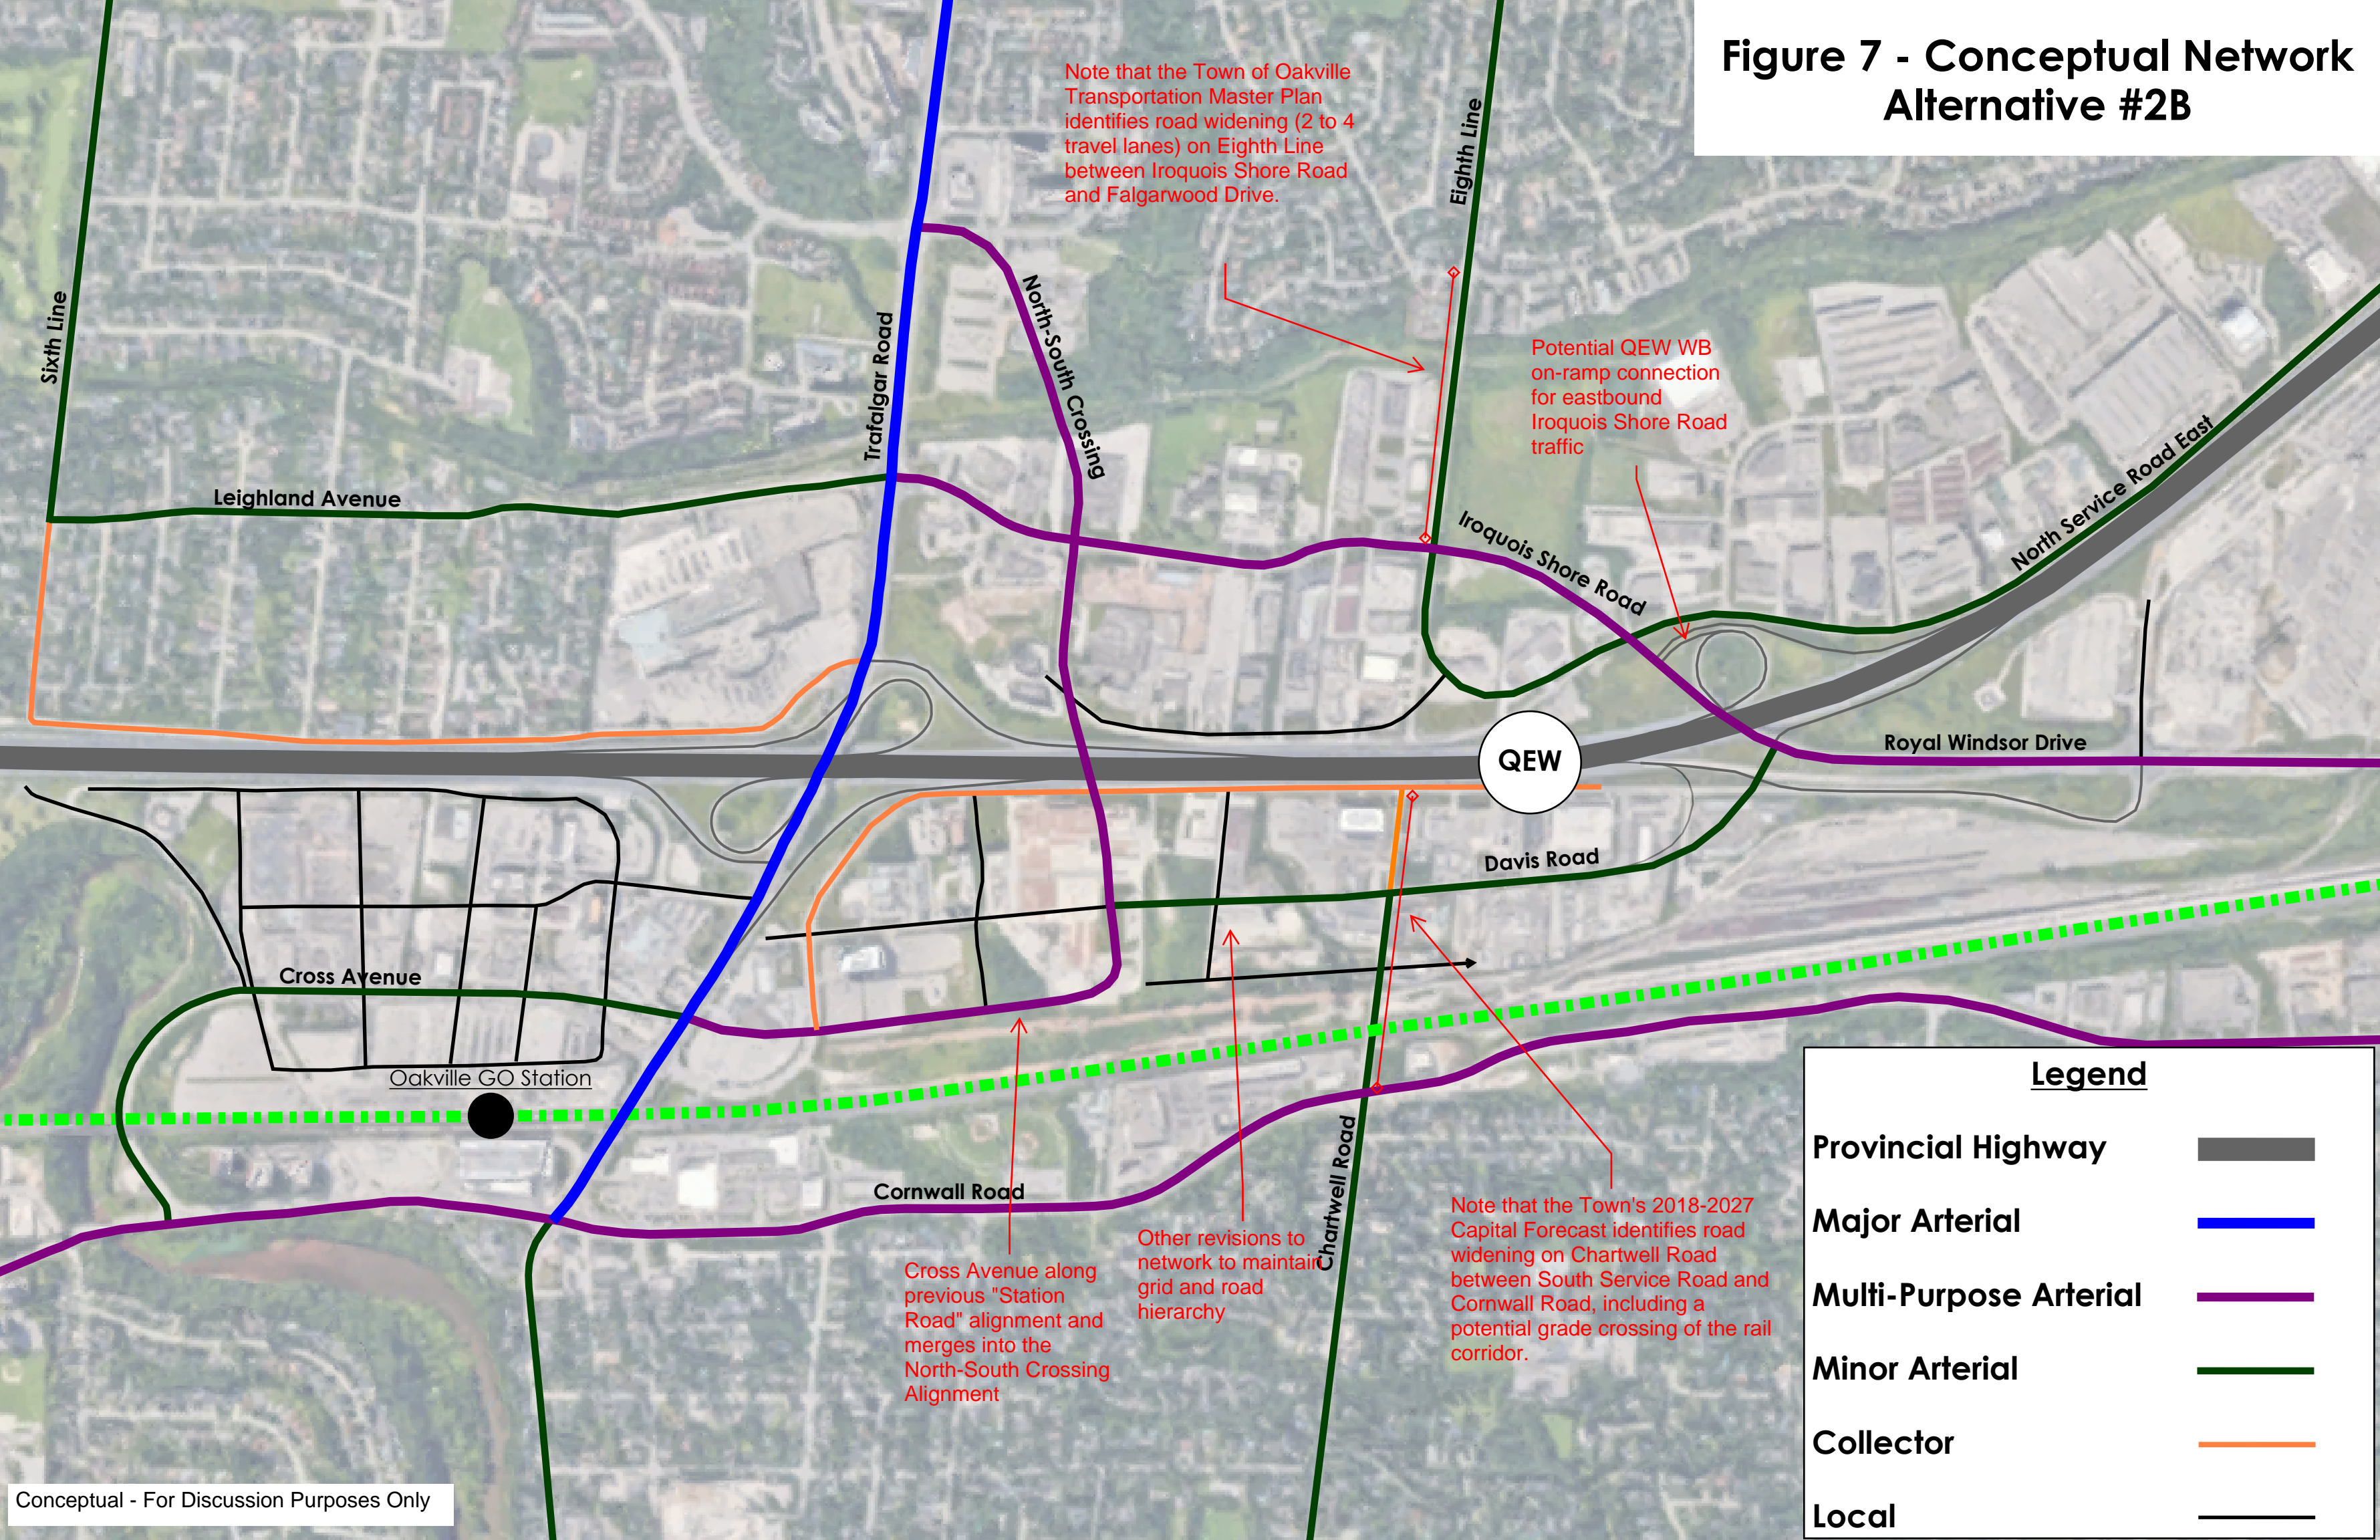 Figure 7 - Conceptual Network
Alternative #2B
Note that the Town of Oakville
Transportation Master Plan
identifies road widening (2 to 4
travel lanes) on Eighth Line
between Iroquois Shore Road
and Falgarwood Drive.
Eighth Line
Sixth Line
Trafalgar Road
North-South Crossing
Potential QEW WB
on-ramp connection
for eastbound
Iroquois Shore Road
traffic
North Service Road East
Leighland Avenue
Iroquois Shore Road
QEW
Royal Windsor Drive
Davis Road
Cross Avenue
Oakville GO Station
Cornwall Road
Chartwell Road
Cross Avenue along
previous "Station
Road" alignment and
merges into the
North-South Crossing
Alignment
Other revisions to
network to maintain
grid and road
hierarchy
Note that the Town's 2018-2027
Capital Forecast identifies road
widening on Chartwell Road
between South Service Road and
Cornwall Road, including a
potential grade crossing of the rail
corridor.
Legend
Provincial Highway
Major Arterial
Multi-Purpose Arterial
Minor Arterial
Collector
Local
Conceptual - For Discussion Purposes Only